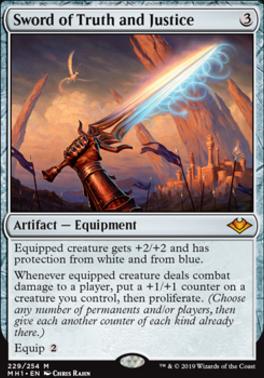 Sword of Truth and Justice 3
Artifact — Equipment
Equipped creature gets +2/+2 and has
protection from white and from blue.
Whenever equipped creature deals combat
damage to a player, put a +1/+1 counter on a
creature you control, then proliferate. (Choose
any number of permanents and/or players, then
give each another counter of each kind already
there.)
Equip 2
229/254 M
MH1 • EN Chris Rahn ™ & © 2019 Wizards of the Coast